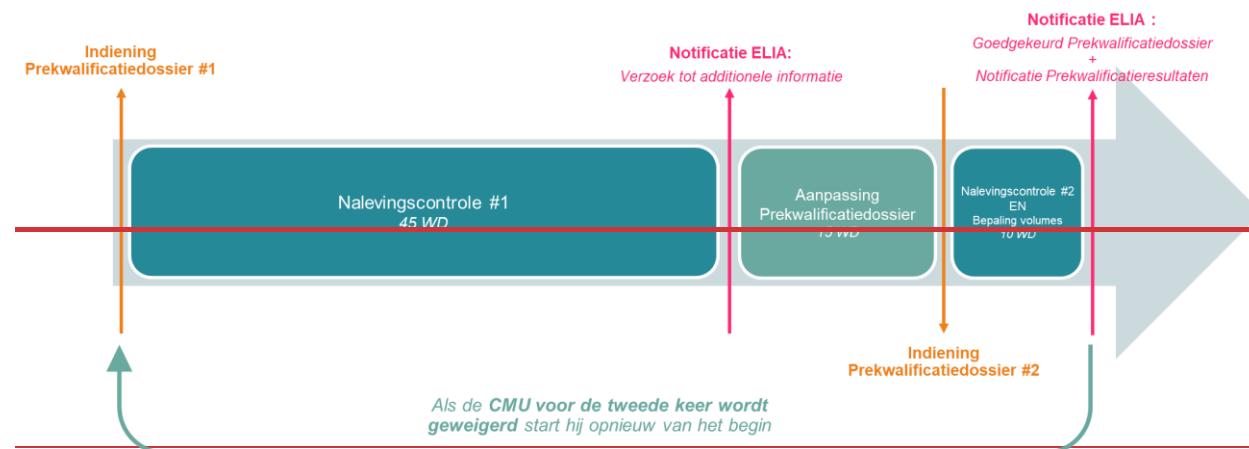 Indiening
Prekwalificatiedossier #1
Notificatie ELIA:
Verzoek tot additionele informatie
Notificatie ELIA :
Goedgekeurd Prekwalificatiedossier
+
Notificatie Prekwalificatieresultaten
Nalevingscontrole #1
45 WD
Aanpassing
Prekwalificatiedossier
15 WD
Nalevingscontrole #2
EN
Bepaling volumes
10 WD
Indiening
Prekwalificatiedossier #2
Als de CMU voor de tweede keer wordt
geweigerd start hij opnieuw van het begin